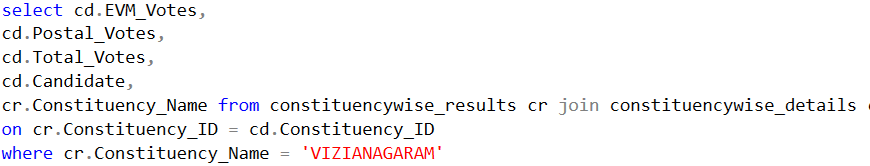 select cd.EVM_Votes,
cd.Postal_Votes,
cd.Total_Votes,
cd.Candidate,
cr.Constituency_Name from constituencywise_results cr join constituencywise_details
on cr.Constituency_ID = cd.Constituency_ID
where cr.Constituency_Name = 'VIZIANAGARAM'